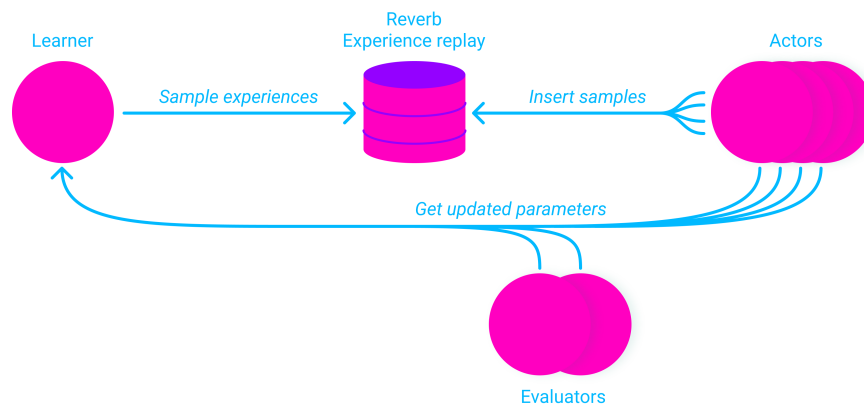 Learner
Reverb
Experience replay
Actors
Sample experiences
Insert samples
Get updated parameters
Evaluators